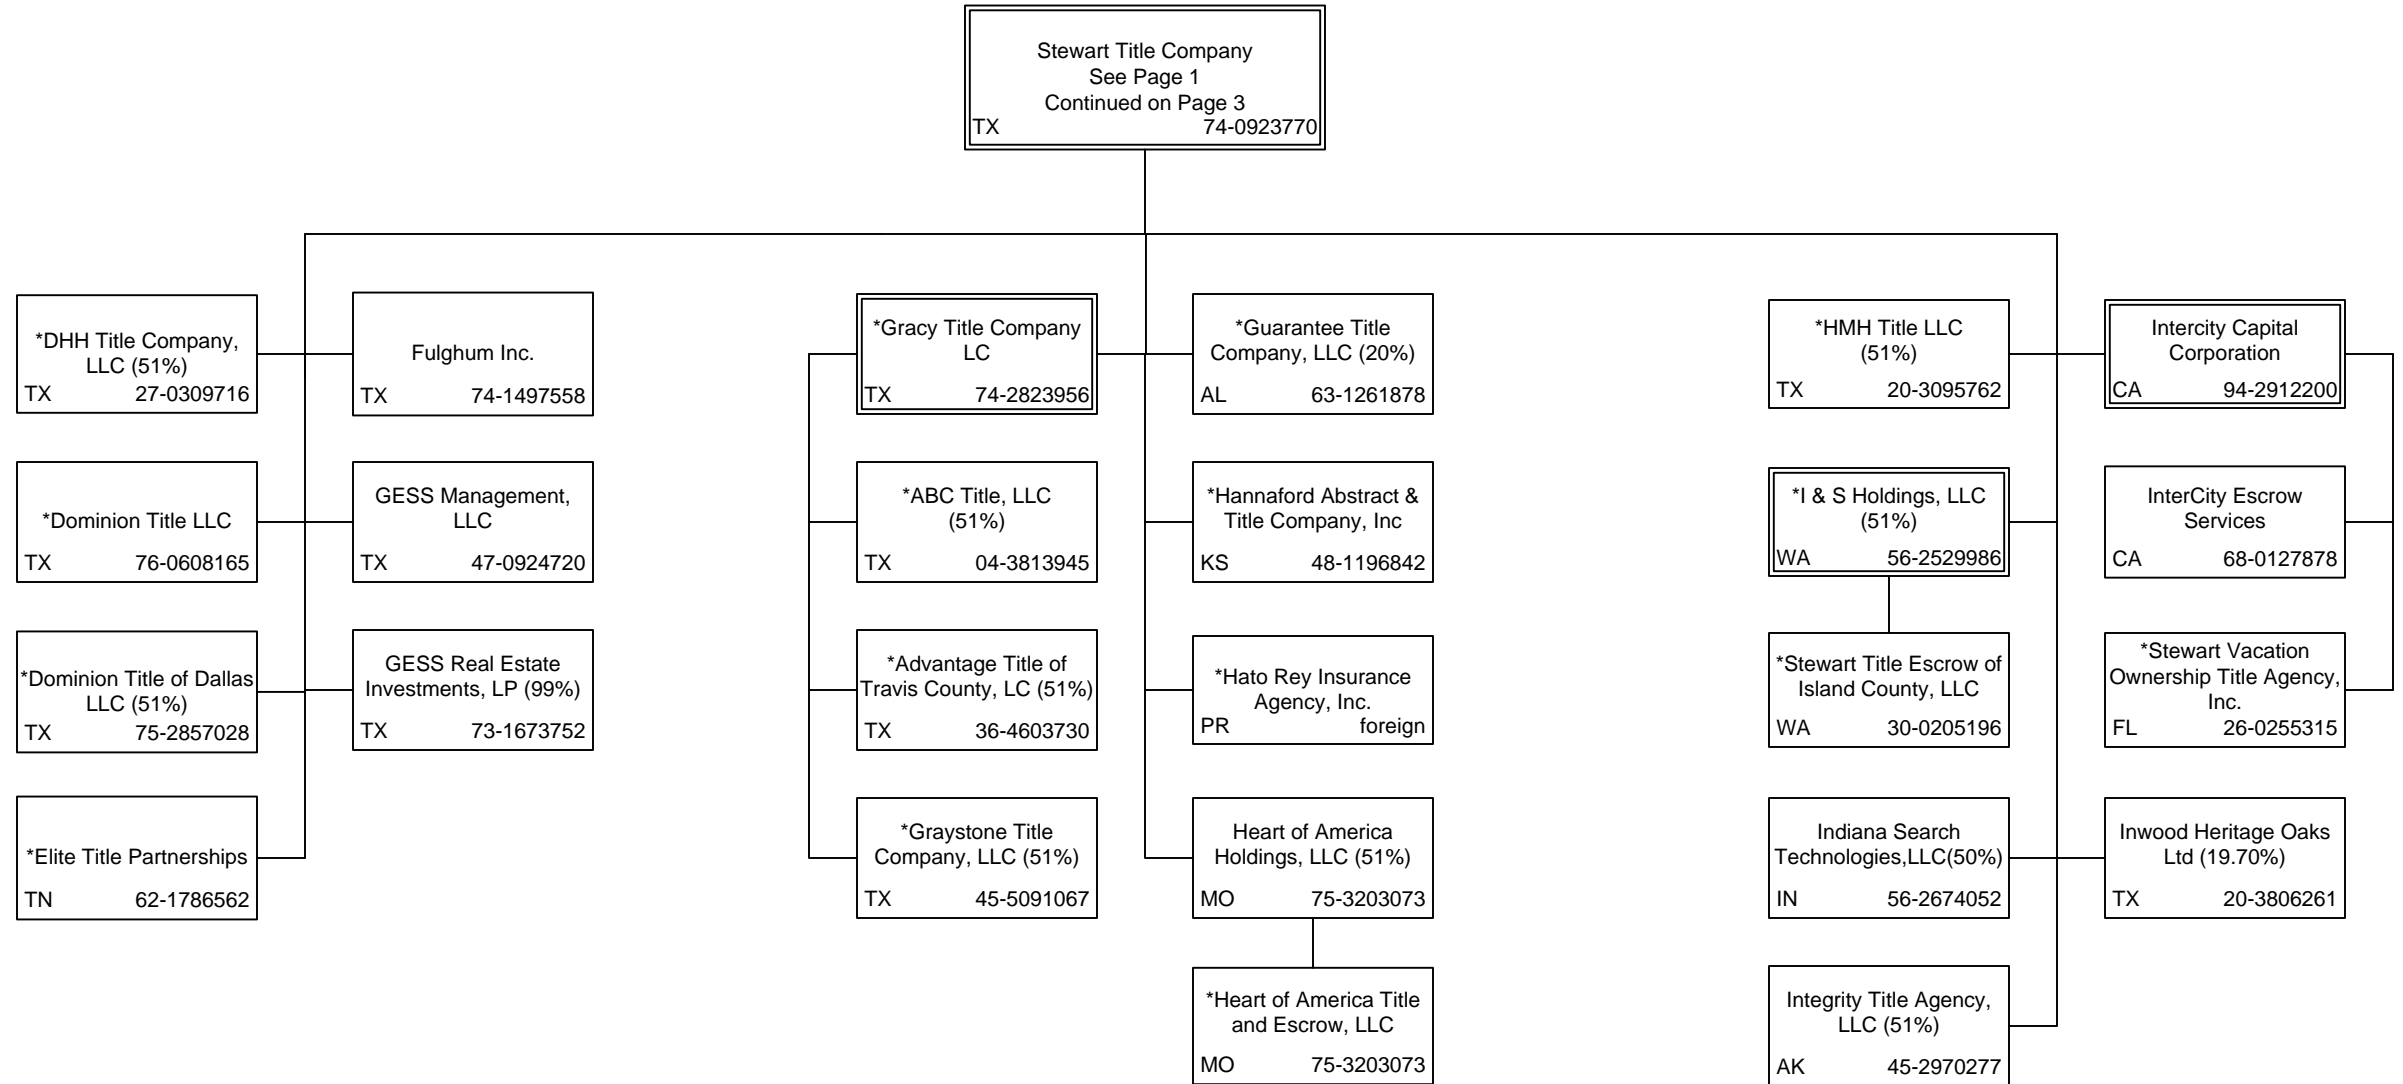 Stewart Title Company
See Page 1
Continued on Page 3
TX 74-0923770
*DHH Title Company,
LLC (51%)
TX 27-0309716
Fulghum Inc.
TX 74-1497558
*Dominion Title LLC
TX 76-0608165
GESS Management,
LLC
TX 47-0924720
*Dominion Title of Dallas
LLC (51%)
TX 75-2857028
GESS Real Estate
Investments, LP (99%)
TX 73-1673752
*Elite Title Partnerships
TN 62-1786562
*Gracy Title Company
LC
TX 74-2823956
*Guarantee Title
Company, LLC (20%)
AL 63-1261878
*ABC Title, LLC
(51%)
TX 04-3813945
*Hannaford Abstract &
Title Company, Inc
KS 48-1196842
*Advantage Title of
Travis County, LC (51%)
TX 36-4603730
*Hato Rey Insurance
Agency, Inc.
PR foreign
*Graystone Title
Company, LLC (51%)
TX 45-5091067
Heart of America
Holdings, LLC (51%)
MO 75-3203073
*Heart of America Title
and Escrow, LLC
MO 75-3203073
*HMH Title LLC
(51%)
TX 20-3095762
Intercity Capital
Corporation
CA 94-2912200
*I & S Holdings, LLC
(51%)
WA 56-2529986
InterCity Escrow
Services
CA 68-0127878
*Stewart Title Escrow of
Island County, LLC
WA 30-0205196
*Stewart Vacation
Ownership Title Agency,
Inc.
FL 26-0255315
Indiana Search
Technologies,LLC(50%)
IN 56-2674052
Inwood Heritage Oaks
Ltd (19.70%)
TX 20-3806261
Integrity Title Agency,
LLC (51%)
AK 45-2970277